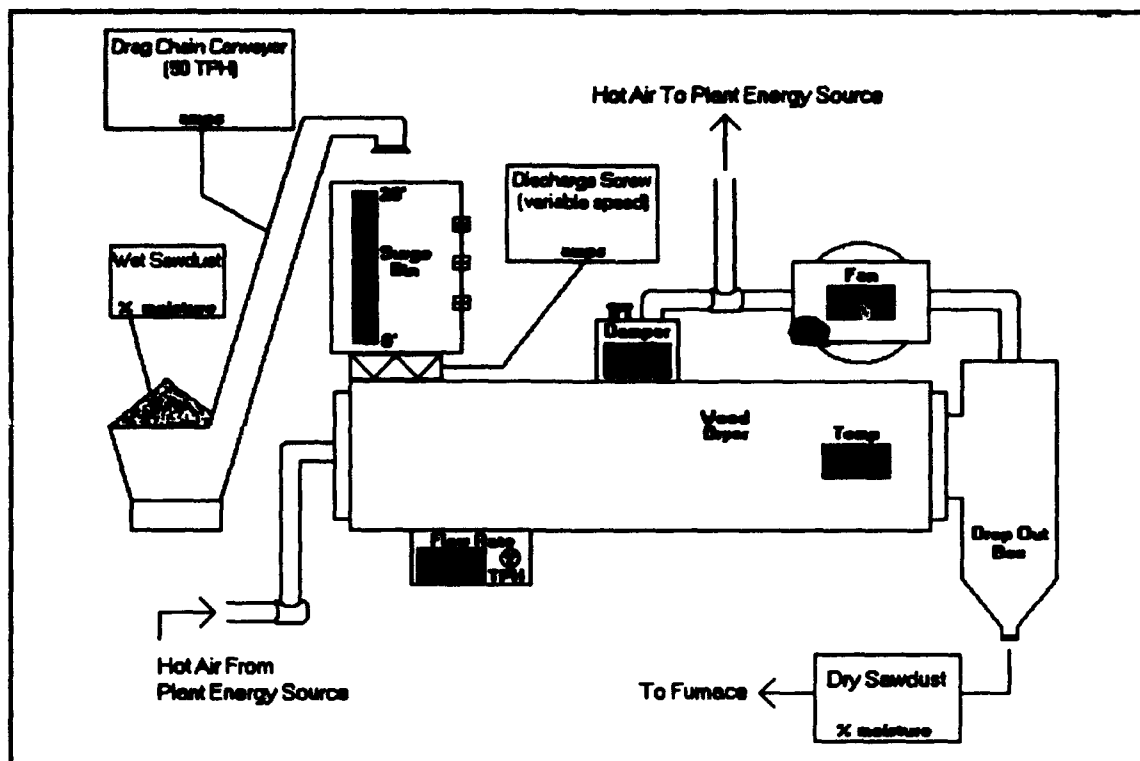 Drag Chain Conveyor
(50 TPH)
amps
Hot Air To Plant Energy Source
Discharge Screw
(variable speed)
amps
Wet Sawdust
% moisture
Surge
Bin
Fan
%
Damper
Wood
Dryer
Temp
Flow Rate
TPH
Drop Out
Box
Hot Air From
Plant Energy Source
To Furnace
Dry Sawdust
% moisture